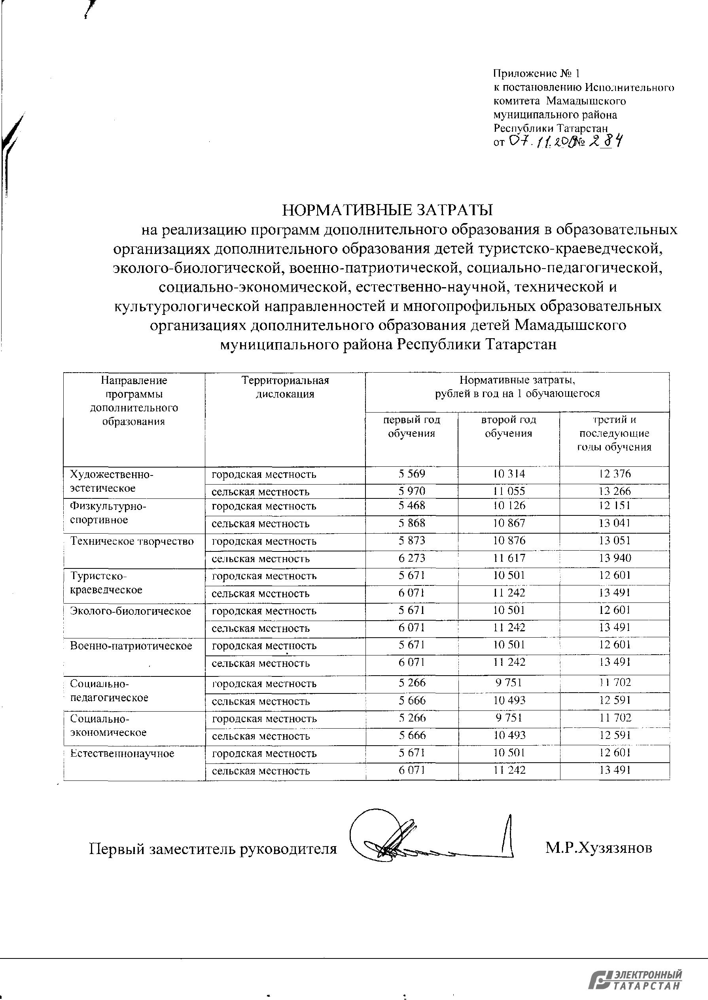 Приложение № 1
к постановлению Исполнительного
комитета Мамадышского
муниципального района
Республики Татарстан
от 07.11. № 284
НОРМАТИВНЫЕ ЗАТРАТЫ
на реализацию программ дополнительного образования в образовательных
организациях дополнительного образования детей туристско-краеведческой,
эколого-биологической, военно-патриотической, социально-педагогической,
социально-экономической, естественно-научной, технической и
культурологической направленностей и многопрофильных образовательных
организациях дополнительного образования детей Мамадышского
муниципального района Республики Татарстан
Направление программы дополнительного образования
Территориальная дислокация
Нормативные затраты,
рублей в год на 1 обучающегося
первый год обучения
второй год обучения
третий и последующие годы обучения
Художественно-эстетическое
городская местность 5 569 10 314 12 376
сельская местность 5 970 11 055 13 266
Физкультурно-спортивное
городская местность 5 468 10 126 12 151
сельская местность 5 868 10 867 13 041
Техническое творчество
городская местность 5 873 10 876 13 051
сельская местность 6 273 11 617 13 940
Туристско-краеведческое
городская местность 5 671 10 501 12 601
сельская местность 6 071 11 242 13 491
Эколого-биологическое
городская местность 5 671 10 501 12 601
сельская местность 6 071 11 242 13 491
Военно-патриотическое
городская местность 5 671 10 501 12 601
сельская местность 6 071 11 242 13 491
Социально-педагогическое
городская местность 5 266 9 751 11 702
сельская местность 5 666 10 493 12 591
Социально-экономическое
городская местность 5 266 9 751 11 702
сельская местность 5 666 10 493 12 591
Естественнонаучное
городская местность 5 671 10 501 12 601
сельская местность 6 071 11 242 13 491
Первый заместитель руководителя
М.Р.Хузязянов
ЭЛЕКТРОННЫЙ
ТАТАРСТАН